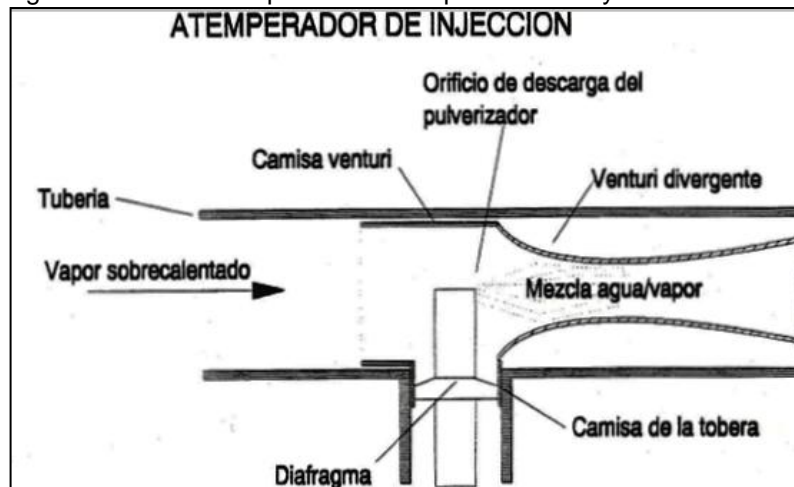 ATEMPERADOR DE INJECCION
Orificio de descarga del
pulverizador
Camisa venturi
Venturi divergente
Tuberia
Vapor sobrecalentado
Mezcla agua/vapor
Camisa de la tobera
Diafragma